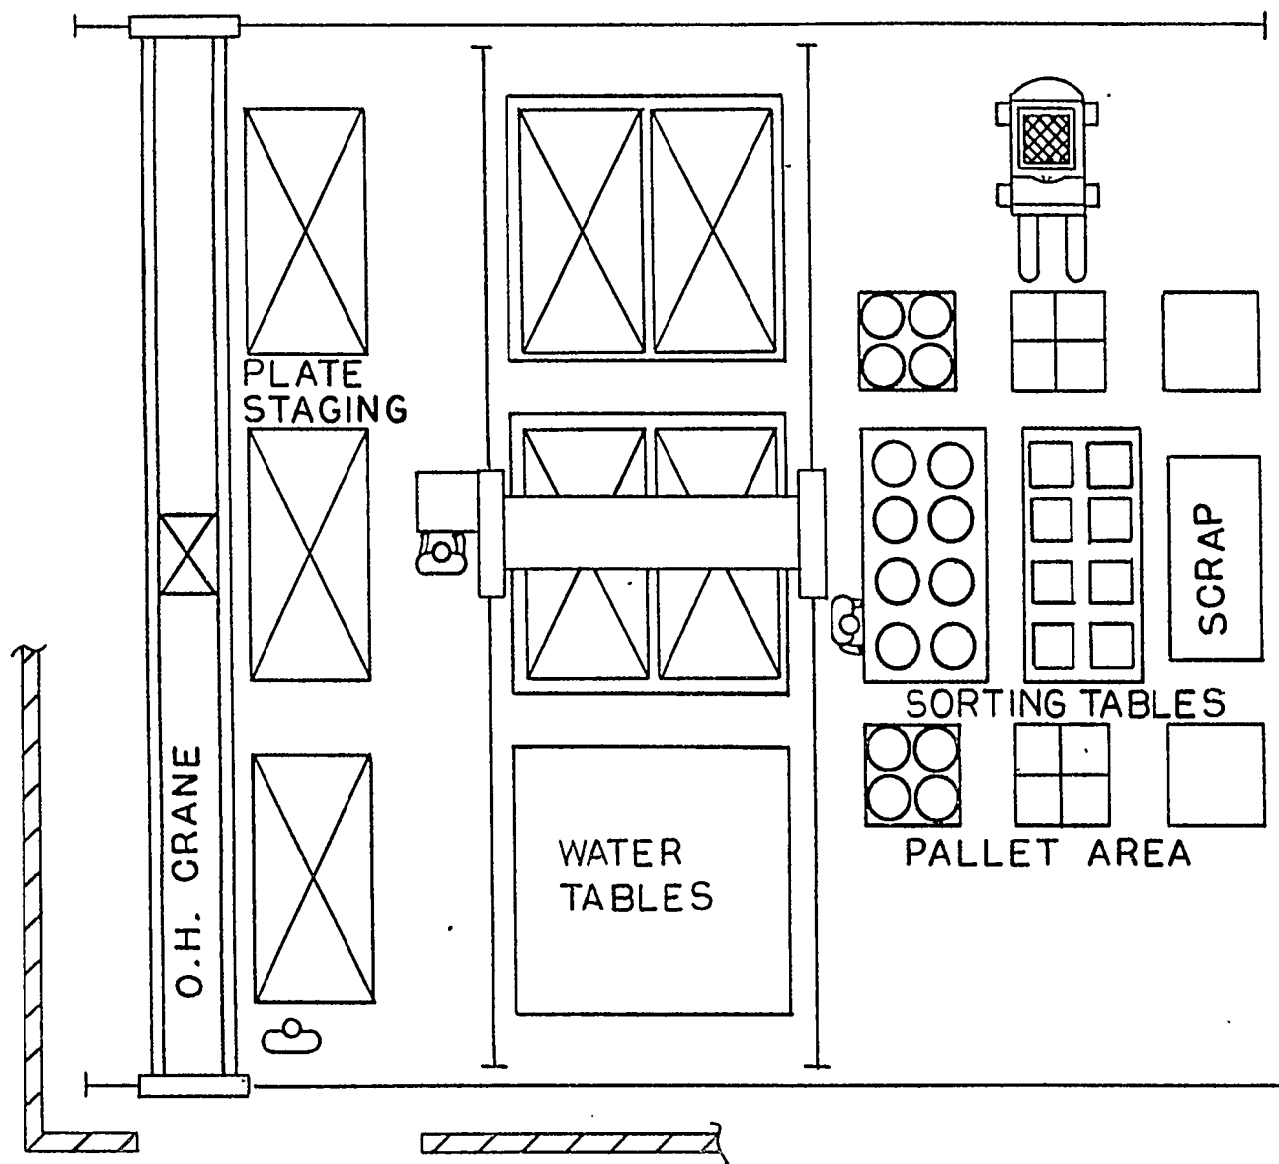 PLATE
STAGING
O.H. CRANE
WATER
TABLES
SCRAP
SORTING TABLES
PALLET AREA